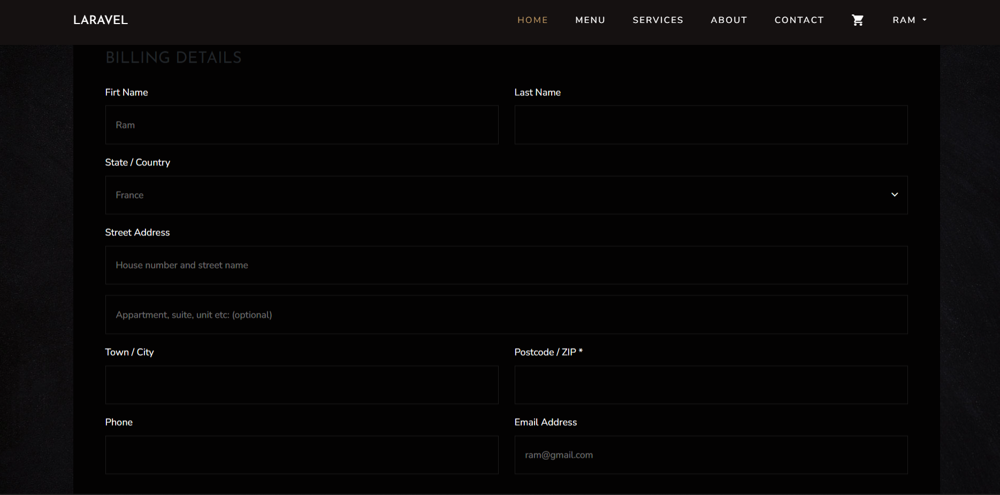 LARAVEL
HOME MENU SERVICES ABOUT CONTACT RAM
BILLING DETAILS
Firt Name Last Name
Ram
State / Country
France
Street Address
House number and street name
Appartment, suite, unit etc: (optional)
Town / City Postcode / ZIP *
Phone Email Address
ram@gmail.com